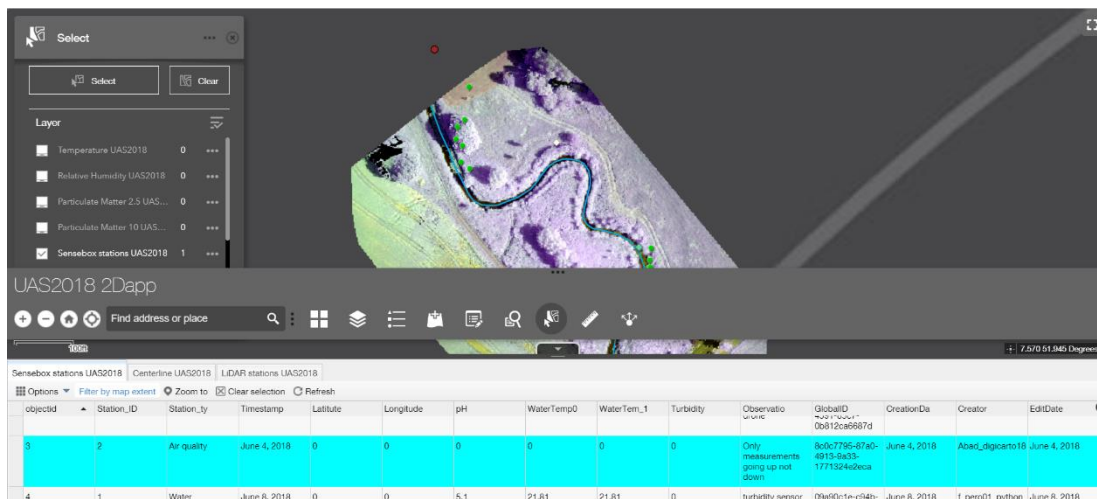 Select
Select
Clear
Layer
Temperature UAS2018 0
Relative Humidity UAS2018 0
Particulate Matter 2.5 UAS... 0
Particulate Matter 10 UAS... 0
Sensebox stations UAS2018 1
UAS2018 2Dapp
Find address or place
100ft
7.570 51.945 Degrees
Sensebox stations UAS2018 Centerline UAS2018 LiDAR stations UAS2018
Options Filter by map extent Zoom to Clear selection Refresh
objectid Station_ID Station_ty Timestamp Latitute Longitude pH WaterTemp0 WaterTem_1 Turbidity Observatio GlobalID CreationDa Creator EditDate
0b812ca6687d
3 2 Air quality June 4, 2018 0 0 0 0 0 0 Only 8c0c7795-87a0- June 4, 2018 Abad_digicarto18 June 4, 2018
measurements 4913-9a33-
going up not 1771324e2eca
down
4 1 Water June 8, 2018 0 0 5.1 21.81 21.81 0 turbidity sensor 09a90c1e-c94b- June 8, 2018 f_pero01_python June 8, 2018